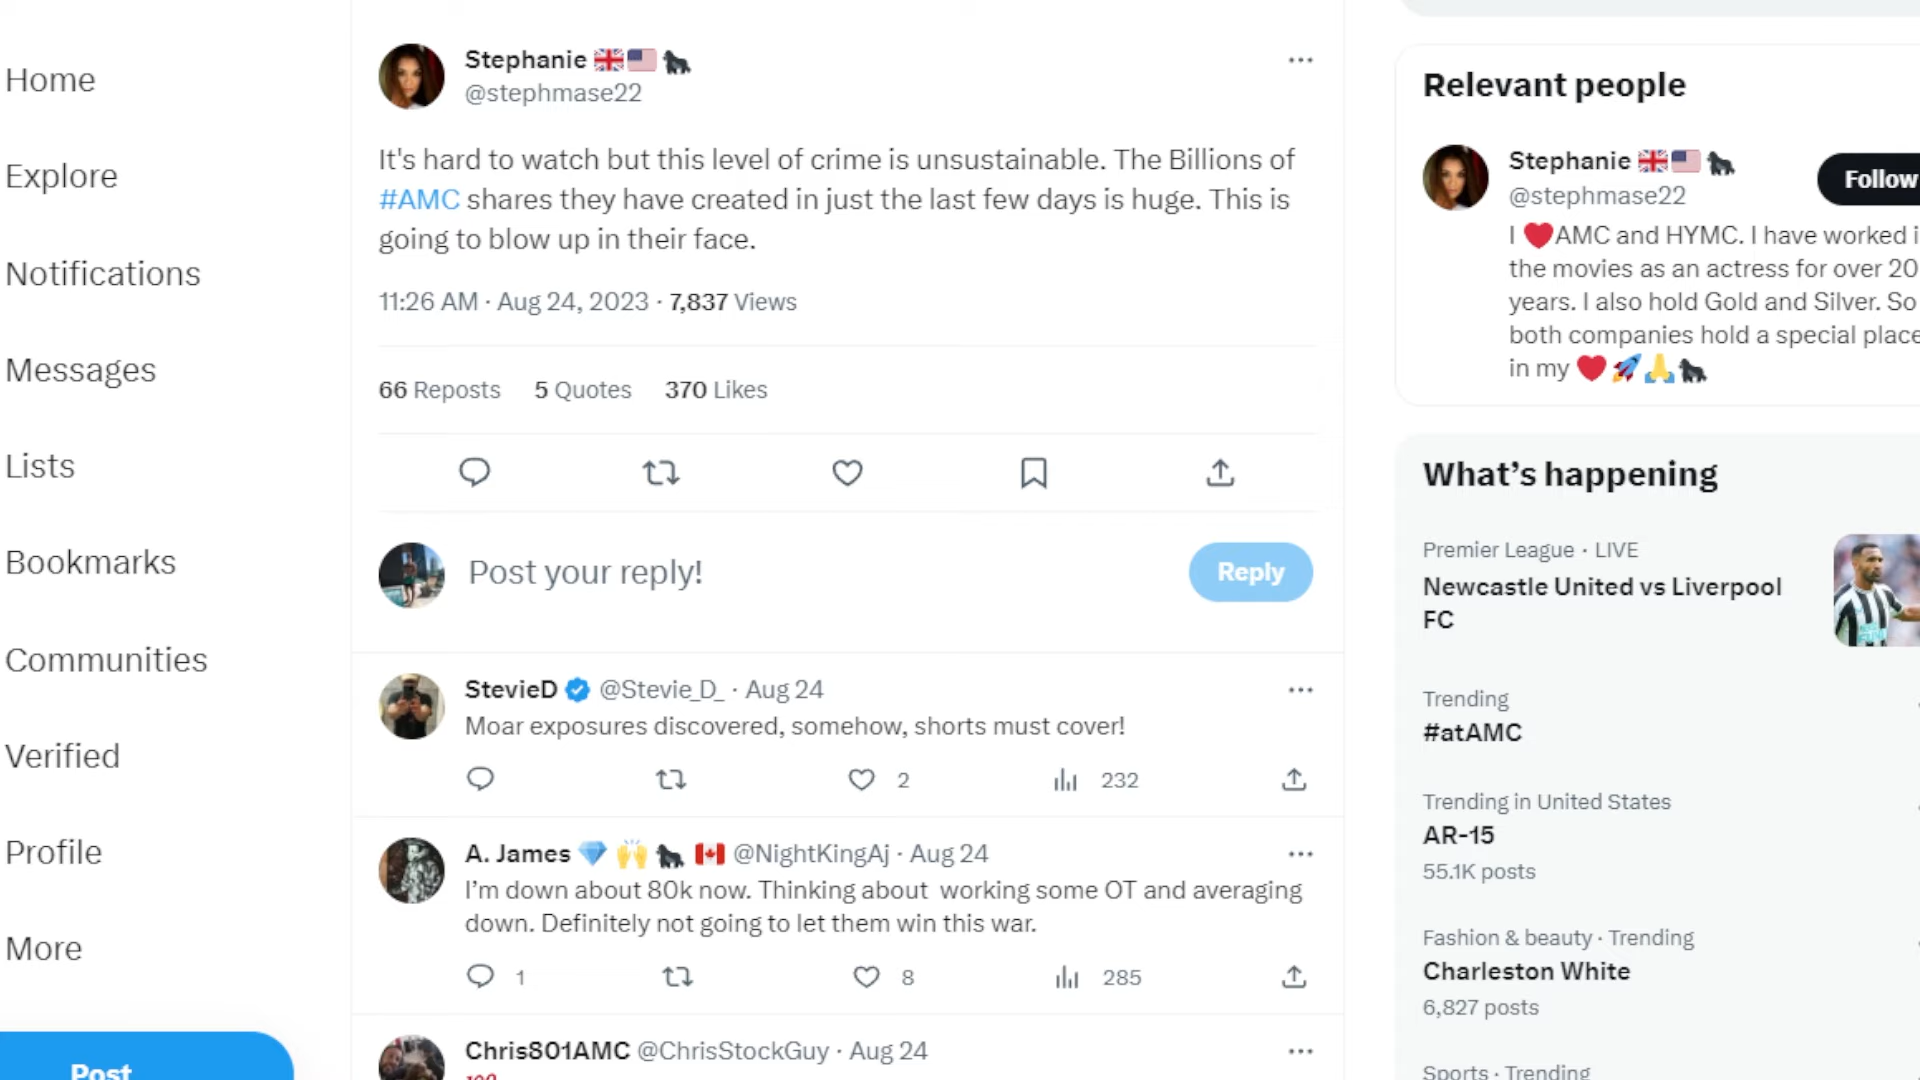 Home
Explore
Notifications
Messages
Lists
Bookmarks
Communities
Verified
Profile
More
Post
Stephanie 🇬🇧🇺🇸🦍
@stephmase22
It's hard to watch but this level of crime is unsustainable. The Billions of
#AMC shares they have created in just the last few days is huge. This is
going to blow up in their face.
11:26 AM · Aug 24, 2023 · 7,837 Views
66 Reposts 5 Quotes 370 Likes
Post your reply!
Reply
StevieD @Stevie_D_ · Aug 24
Moar exposures discovered, somehow, shorts must cover!
2 232
A. James 💎 🙌 🦍 🇨🇦 @NightKingAj · Aug 24
I’m down about 80k now. Thinking about working some OT and averaging
down. Definitely not going to let them win this war.
1 8 285
Chris801AMC @ChrisStockGuy · Aug 24
Relevant people
Stephanie 🇬🇧🇺🇸🦍
@stephmase22
Follow
I ❤️AMC and HYMC. I have worked i
the movies as an actress for over 20
years. I also hold Gold and Silver. So
both companies hold a special place
in my ❤️🚀🙏🦍
What’s happening
Premier League · LIVE
Newcastle United vs Liverpool
FC
Trending
#atAMC
Trending in United States
AR-15
55.1K posts
Fashion & beauty · Trending
Charleston White
6,827 posts
Sports · Trending